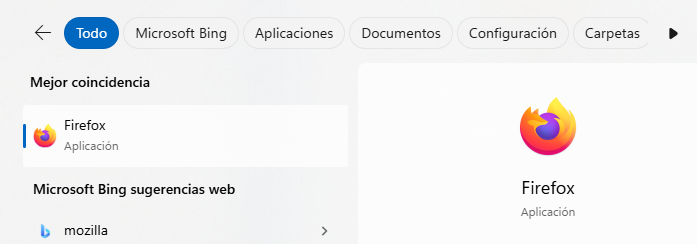 Todo Microsoft Bing Aplicaciones Documentos Configuración Carpetas
Mejor coincidencia
Firefox
Aplicación
Microsoft Bing sugerencias web
mozilla
Firefox
Aplicación